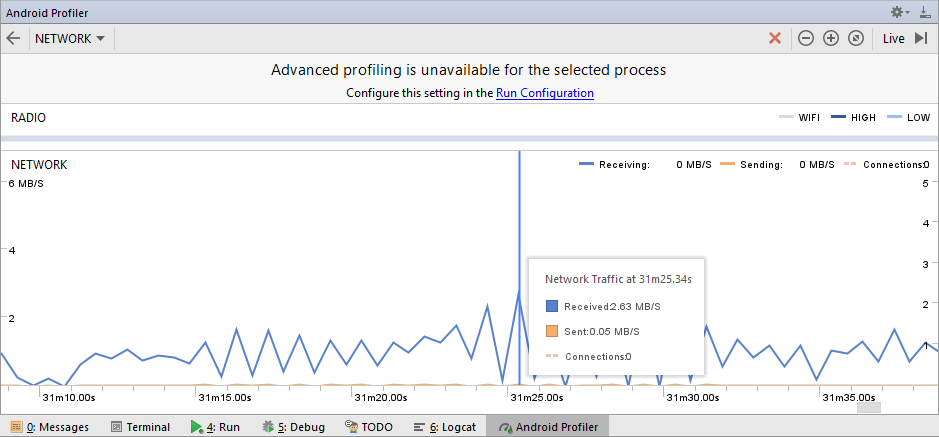 Android Profiler
NETWORK
Live
Advanced profiling is unavailable for the selected process
Configure this setting in the Run Configuration
RADIO
WIFI HIGH LOW
NETWORK
Receiving: 0 MB/S Sending: 0 MB/S Connections:0
6 MB/S
5
4
4
3
3
2
2
1
Network Traffic at 31m25.34s
Received:2.63 MB/S
Sent:0.05 MB/S
Connections:0
31m10.00s 31m15.00s 31m20.00s 31m25.00s 31m30.00s 31m35.00s
0: Messages Terminal 4: Run 5: Debug TODO 6: Logcat Android Profiler